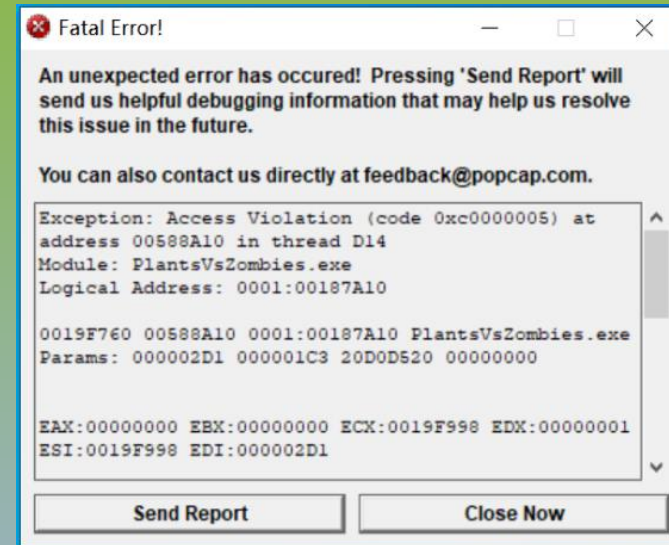 Fatal Error!
An unexpected error has occured! Pressing 'Send Report' will
send us helpful debugging information that may help us resolve
this issue in the future.
You can also contact us directly at feedback@popcap.com.
Exception: Access Violation (code 0xc0000005) at
address 00588A10 in thread D14
Module: PlantsVsZombies.exe
Logical Address: 0001:00187A10
0019F760 00588A10 0001:00187A10 PlantsVsZombies.exe
Params: 000002D1 000001C3 20D0D520 00000000
EAX:00000000 EBX:00000000 ECX:0019F998 EDX:00000001
ESI:0019F998 EDI:000002D1
Send Report Close Now